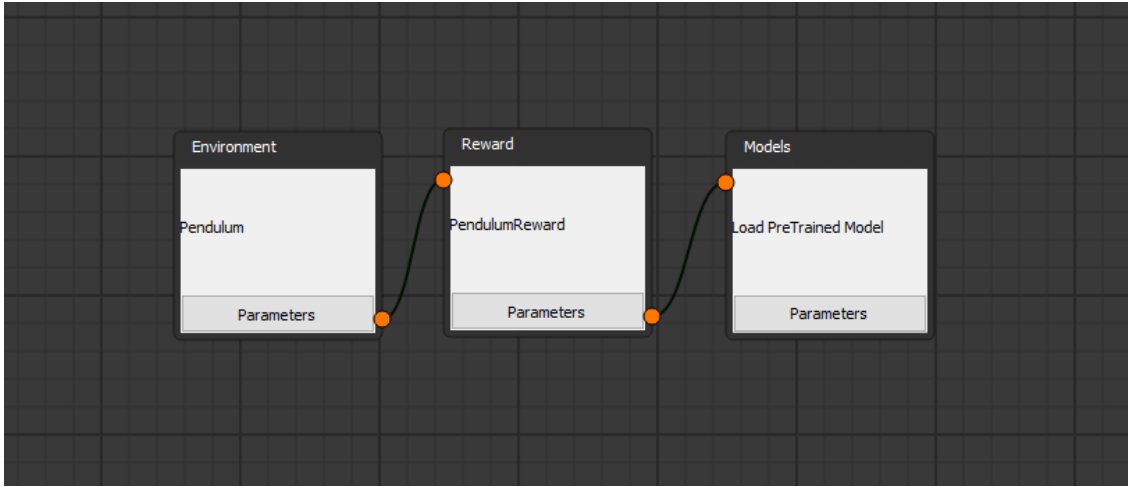 Environment
Pendulum
Parameters
Reward
PendulumReward
Parameters
Models
Load PreTrained Model
Parameters